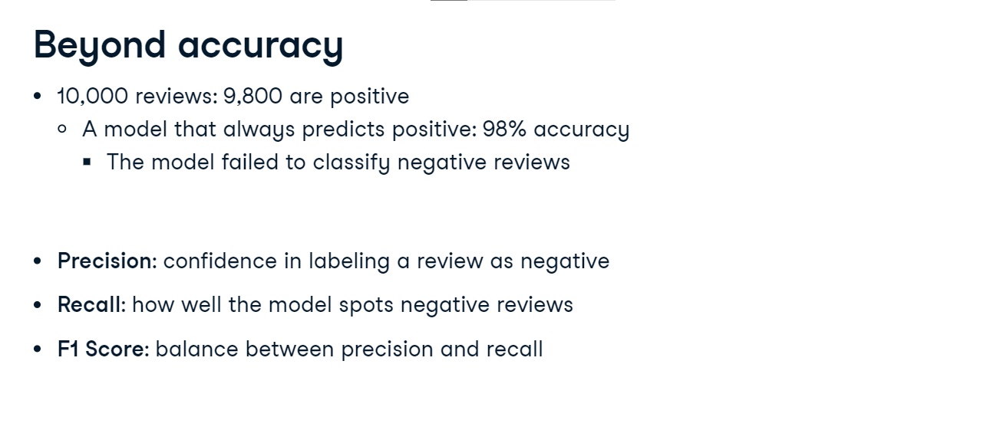 Beyond accuracy
• 10,000 reviews: 9,800 are positive
○ A model that always predicts positive: 98% accuracy
■ The model failed to classify negative reviews
• Precision: confidence in labeling a review as negative
• Recall: how well the model spots negative reviews
• F1 Score: balance between precision and recall